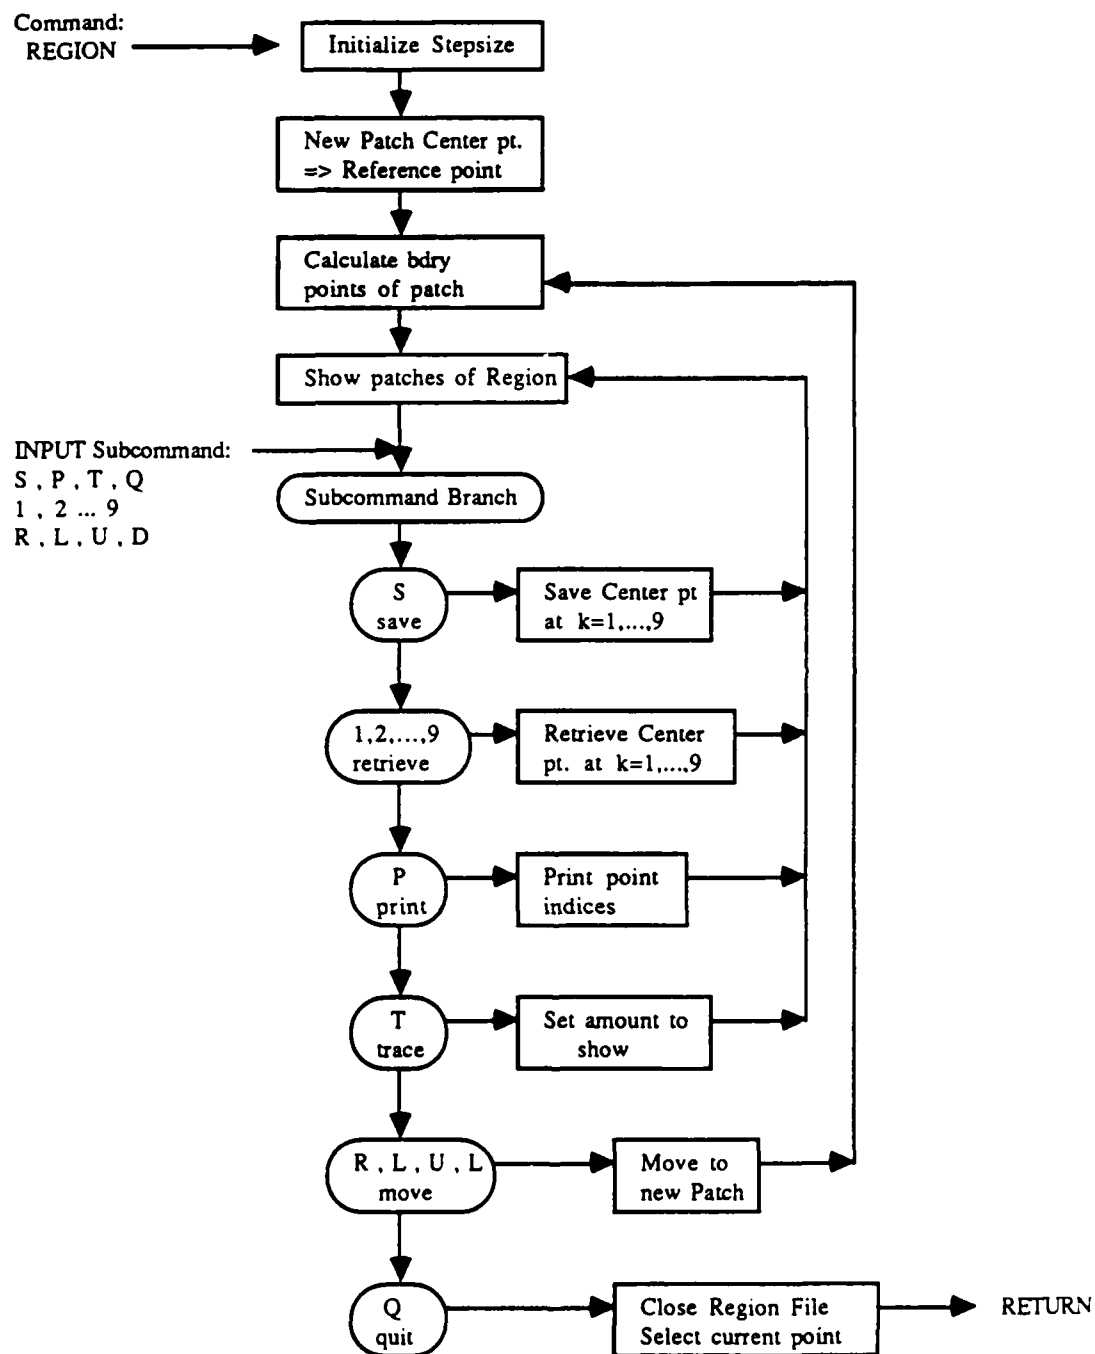 Command:
REGION
Initialize Stepsize
New Patch Center pt.
=> Reference point
Calculate bdry
points of patch
Show patches of Region
INPUT Subcommand:
S , P , T , Q
1 , 2 ... 9
R , L , U , D
Subcommand Branch
S
save
Save Center pt
at k=1,...,9
1,2,...,9
retrieve
Retrieve Center
pt. at k=1,...,9
P
print
Print point
indices
T
trace
Set amount to
show
R , L , U , L
move
Move to
new Patch
Q
quit
Close Region File
Select current point
RETURN